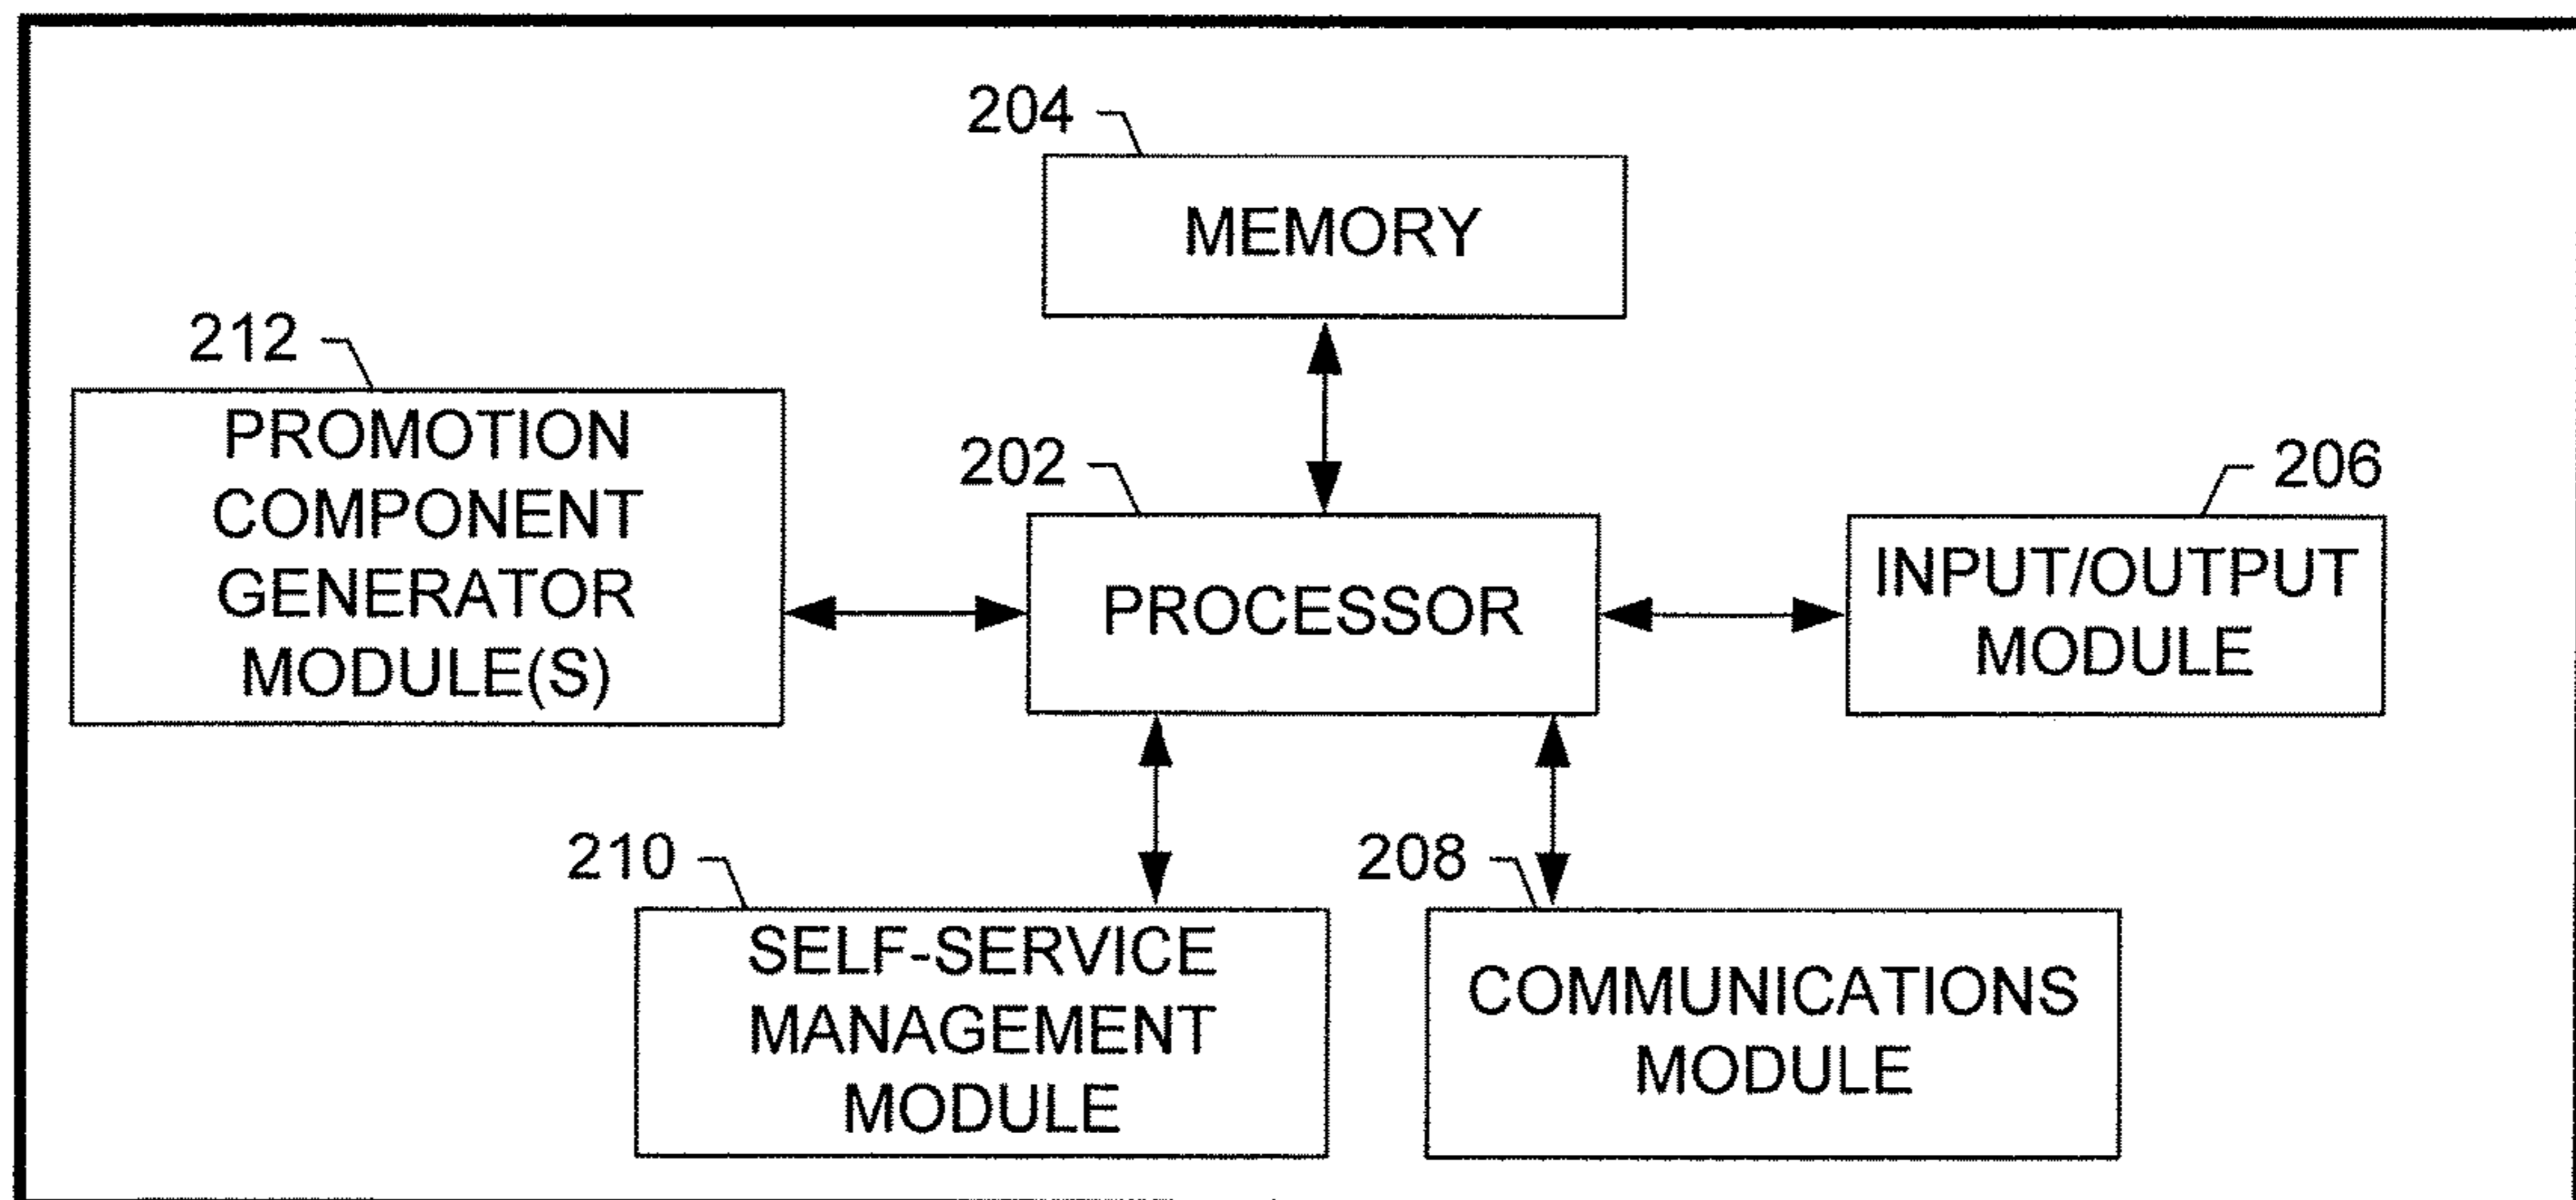 204
MEMORY
212
PROMOTION
COMPONENT
GENERATOR
MODULE(S)
202
PROCESSOR
206
INPUT/OUTPUT
MODULE
210
SELF-SERVICE
MANAGEMENT
MODULE
208
COMMUNICATIONS
MODULE